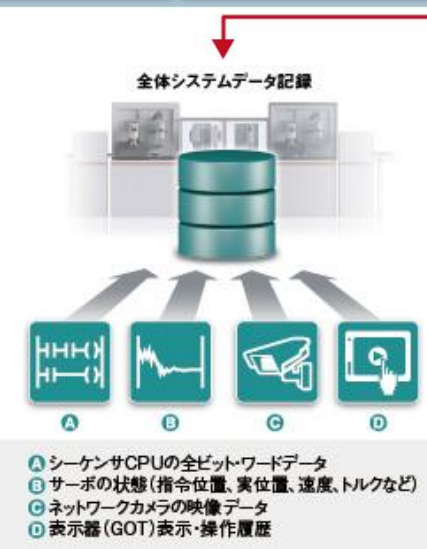 全体システムデータ記録
A B C D
A シーケンサCPUの全ビット・ワードデータ
B サーボの状態(指令位置、実位置、速度、トルクなど)
C ネットワークカメラの映像データ
D 表示器(GOT)表示・操作履歴